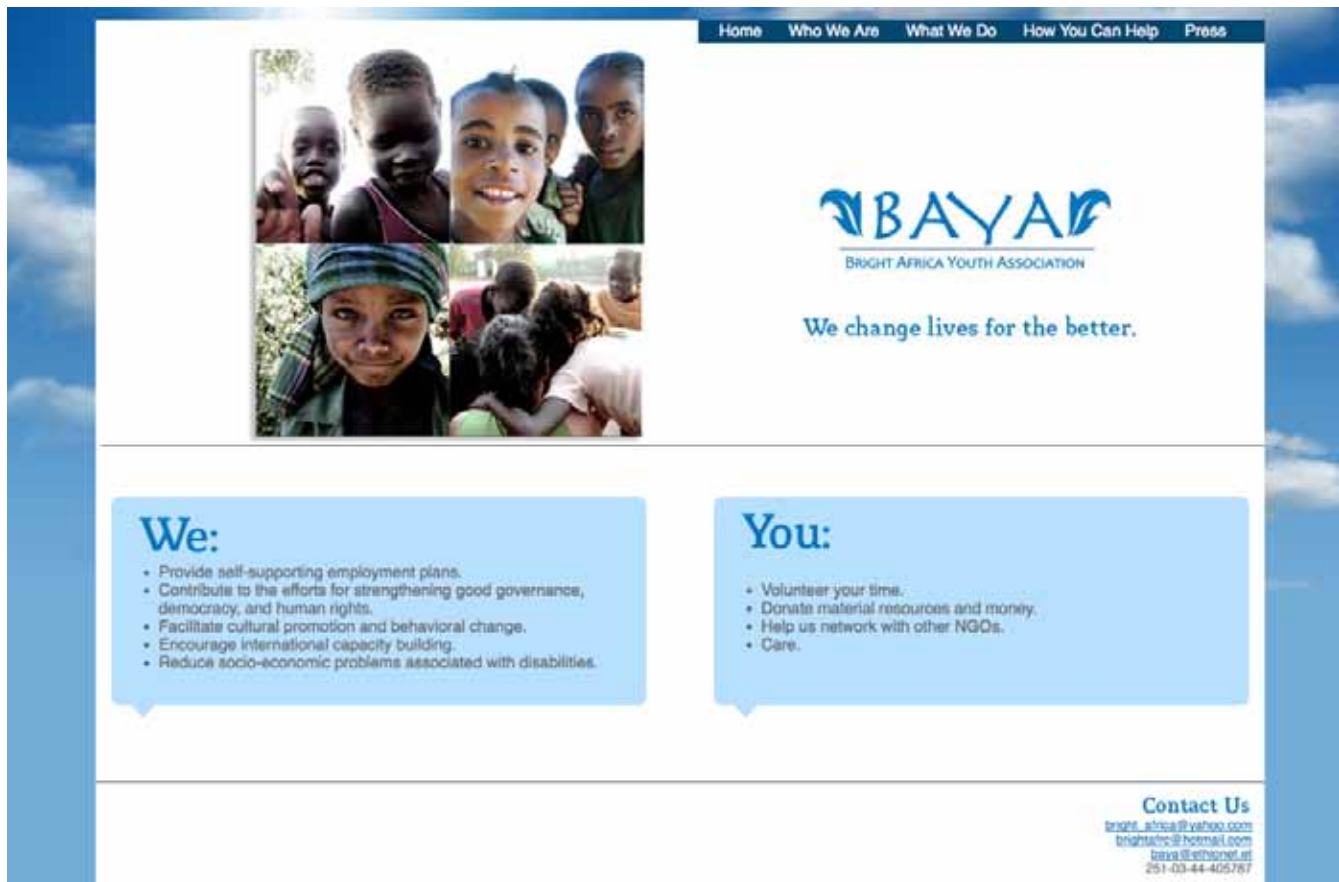 Home Who We Are What We Do How You Can Help Press
BAYA
BRIGHT AFRICA YOUTH ASSOCIATION
We change lives for the better.
We:
• Provide self-supporting employment plans.
• Contribute to the efforts for strengthening good governance,
democracy, and human rights.
• Facilitate cultural promotion and behavioral change.
• Encourage international capacity building.
• Reduce socio-economic problems associated with disabilities.
You:
• Volunteer your time.
• Donate material resources and money.
• Help us network with other NGOs.
• Care.
Contact Us
bright_africa@yahoo.com
brightafrc@hotmail.com
baya@ethionet.et
251-03-44-405787